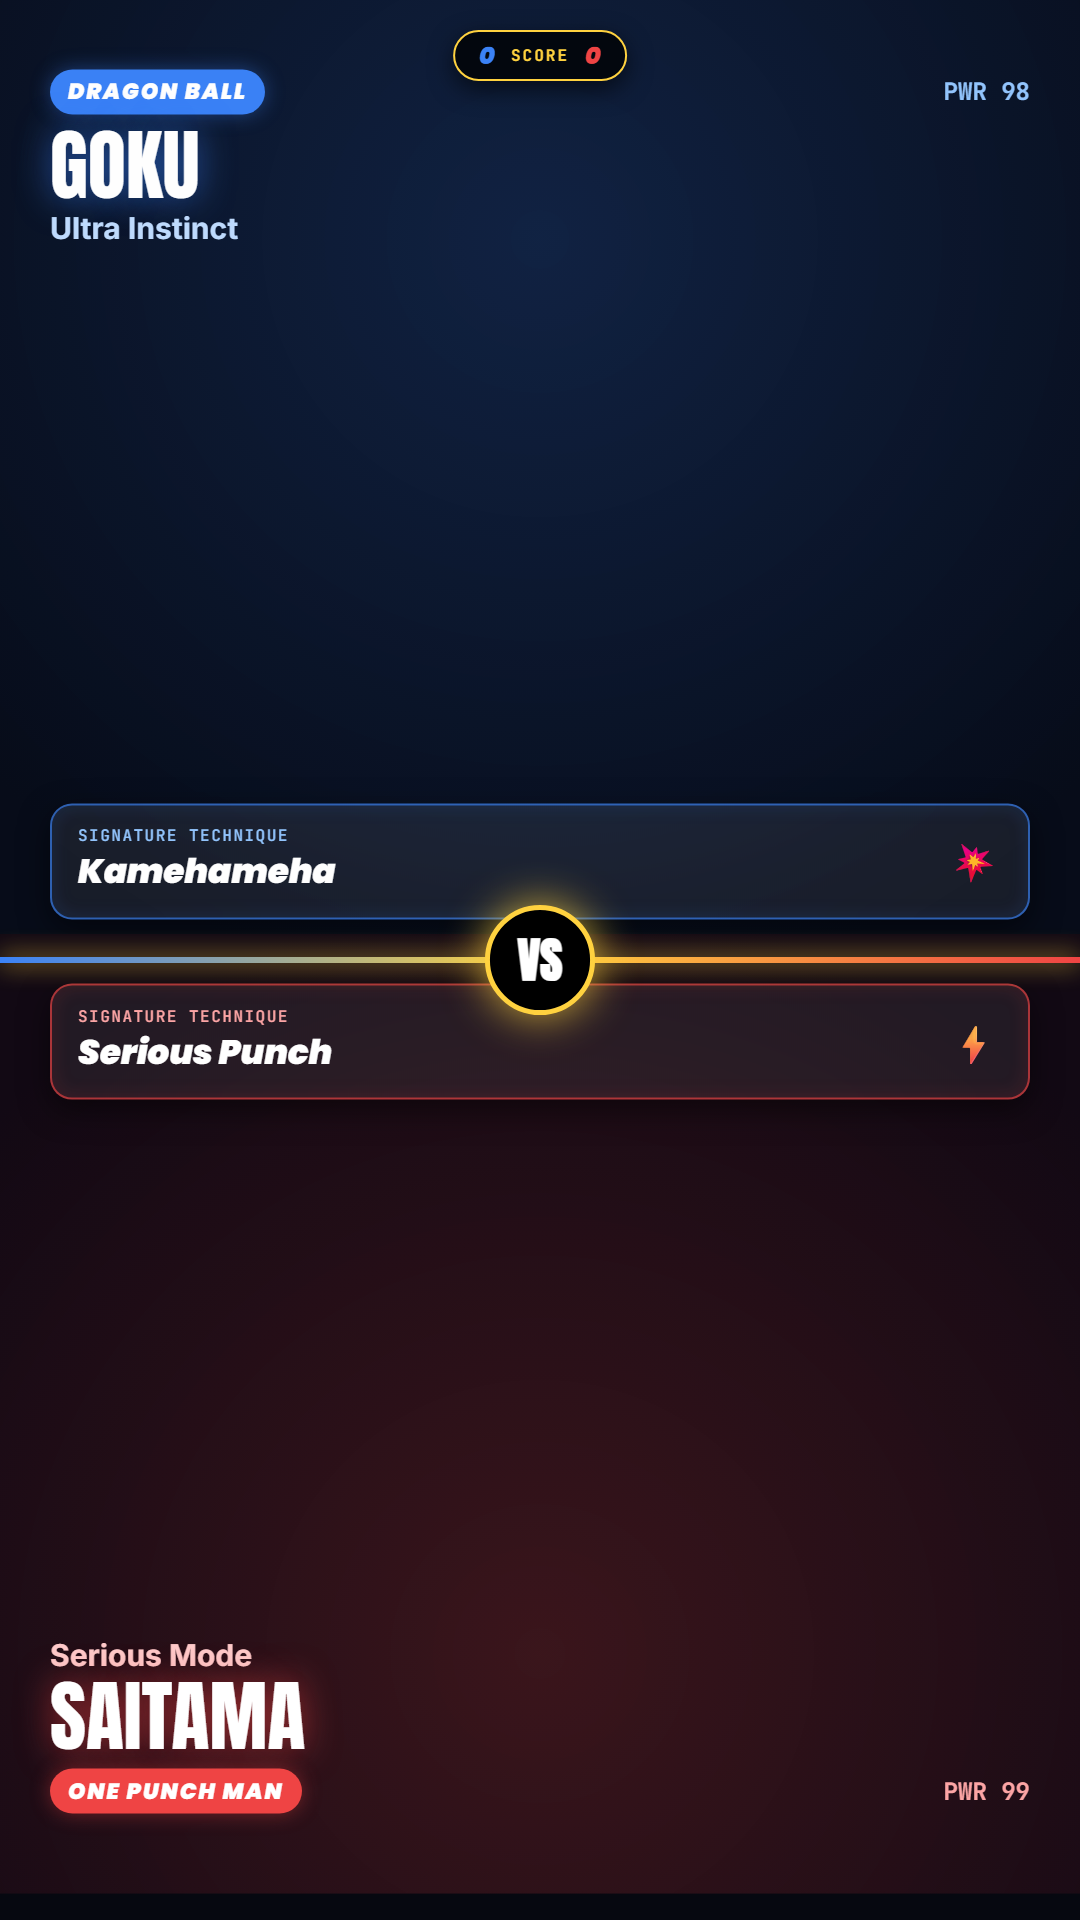 0 SCORE 0
DRAGON BALL
PWR 98
GOKU
Ultra Instinct
SIGNATURE TECHNIQUE
Kamehameha
VS
SIGNATURE TECHNIQUE
Serious Punch
Serious Mode
SAITAMA
ONE PUNCH MAN
PWR 99